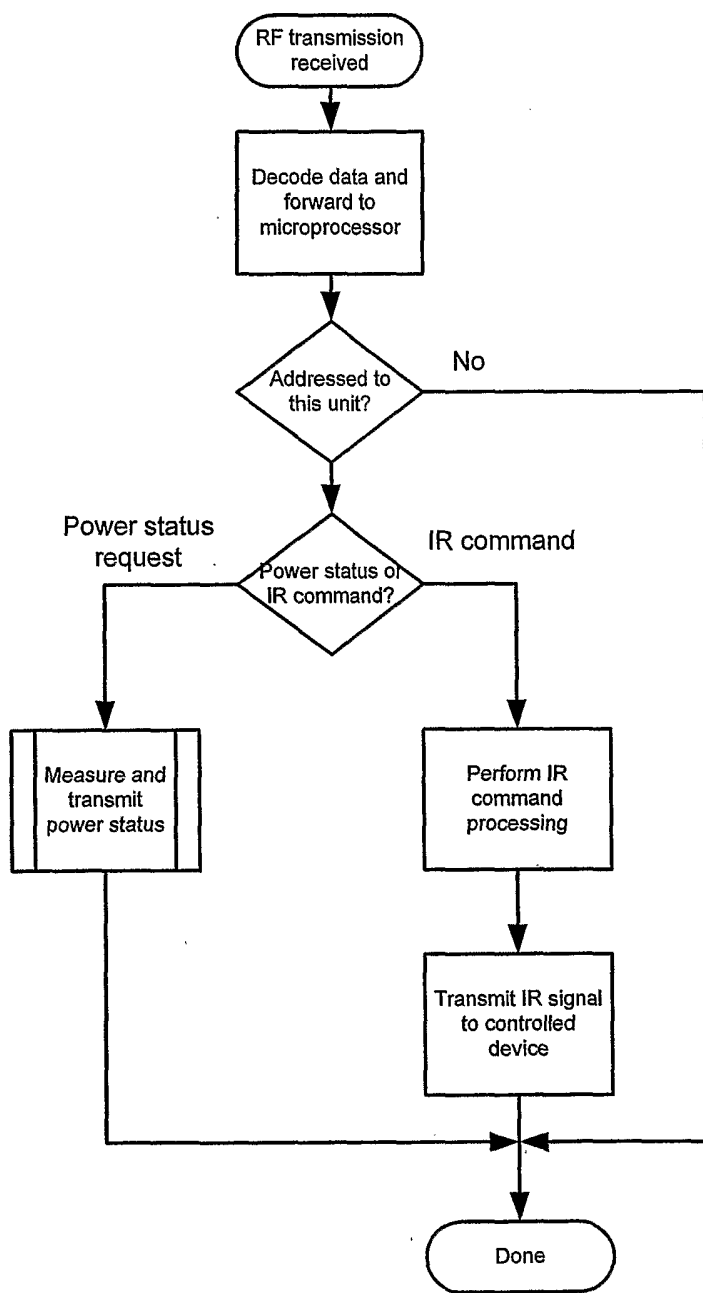 RF transmission
received
Decode data and
forward to
microprocessor
Addressed to
this unit?
No
Power status
request
Power status or
IR command?
IR command
Measure and
transmit
power status
Perform IR
command
processing
Transmit IR signal
to controlled
device
Done